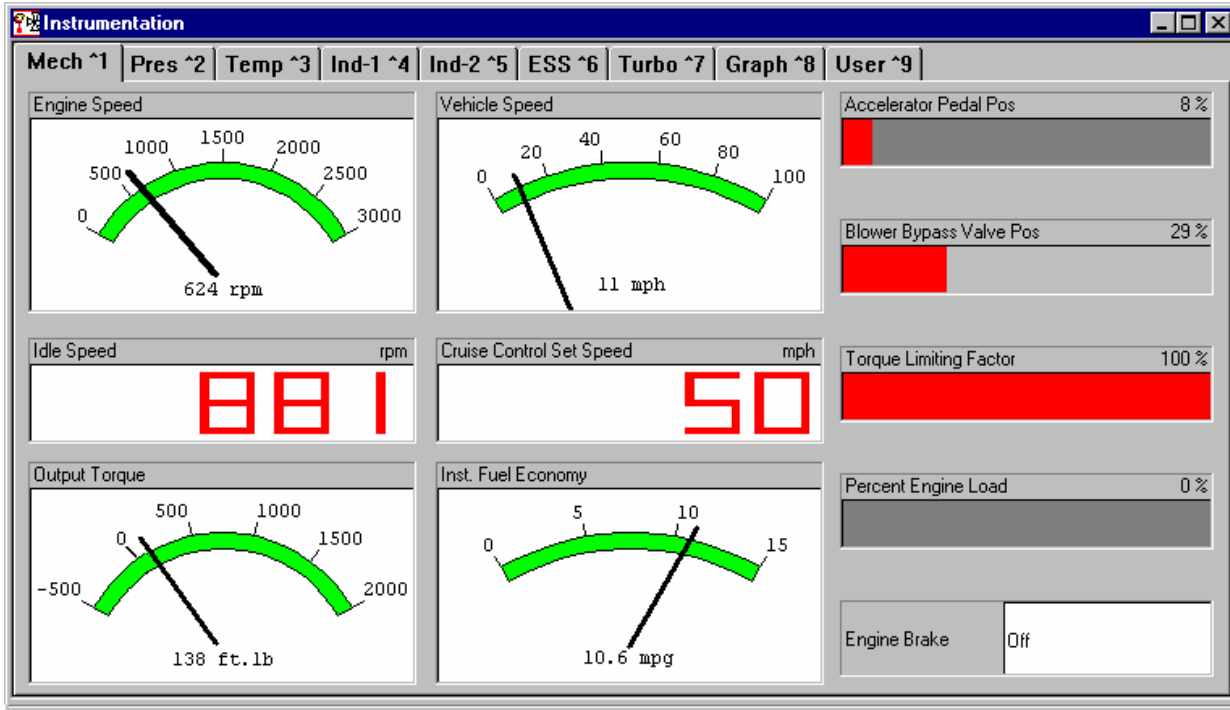 Instrumentation
Mech ^1 Pres ^2 Temp ^3 Ind-1 ^4 Ind-2 ^5 ESS ^6 Turbo ^7 Graph ^8 User ^9
Engine Speed
0 500 1000 1500 2000 2500 3000
624 rpm
Vehicle Speed
0 20 40 60 80 100
11 mph
Accelerator Pedal Pos 8 %
Blower Bypass Valve Pos 29 %
Idle Speed rpm
881
Cruise Control Set Speed mph
50
Torque Limiting Factor 100 %
Output Torque
-500 0 500 1000 1500 2000
138 ft.lb
Inst. Fuel Economy
0 5 10 15
10.6 mpg
Percent Engine Load 0 %
Engine Brake Off